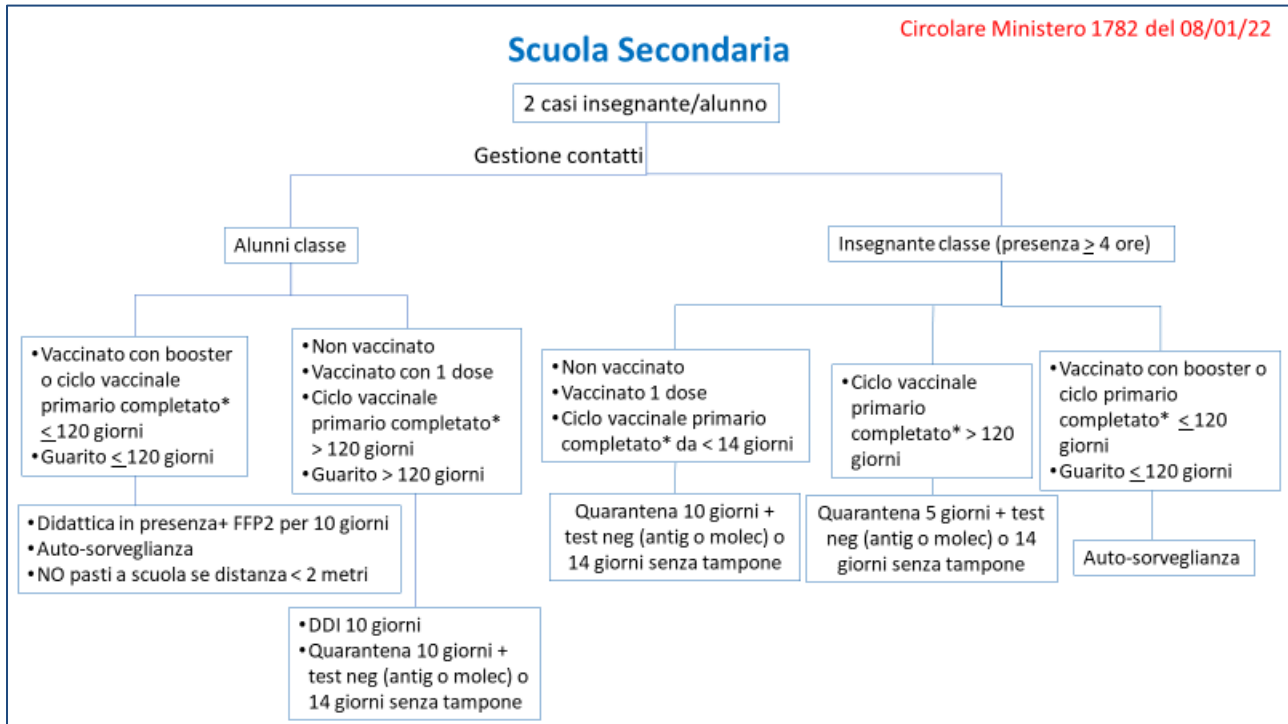 Circolare Ministero 1782 del 08/01/22
Scuola Secondaria
2 casi insegnante/alunno
Gestione contatti
Alunni classe
Insegnante classe (presenza ≥ 4 ore)
•Vaccinato con booster
o ciclo vaccinale
primario completato*
≤ 120 giorni
•Guarito ≤ 120 giorni
•Non vaccinato
•Vaccinato con 1 dose
•Ciclo vaccinale
primario completato*
> 120 giorni
•Guarito > 120 giorni
•Non vaccinato
•Vaccinato 1 dose
•Ciclo vaccinale primario
completato* da < 14 giorni
•Ciclo vaccinale
primario
completato* > 120
giorni
•Vaccinato con booster o
ciclo primario
completato* ≤ 120
giorni
•Guarito ≤ 120 giorni
•Didattica in presenza+ FFP2 per 10 giorni
•Auto-sorveglianza
•NO pasti a scuola se distanza < 2 metri
Quarantena 10 giorni +
test neg (antig o molec) o
14 giorni senza tampone
Quarantena 5 giorni + test
neg (antig o molec) o 14
giorni senza tampone
Auto-sorveglianza
•DDI 10 giorni
•Quarantena 10 giorni +
test neg (antig o molec) o
14 giorni senza tampone